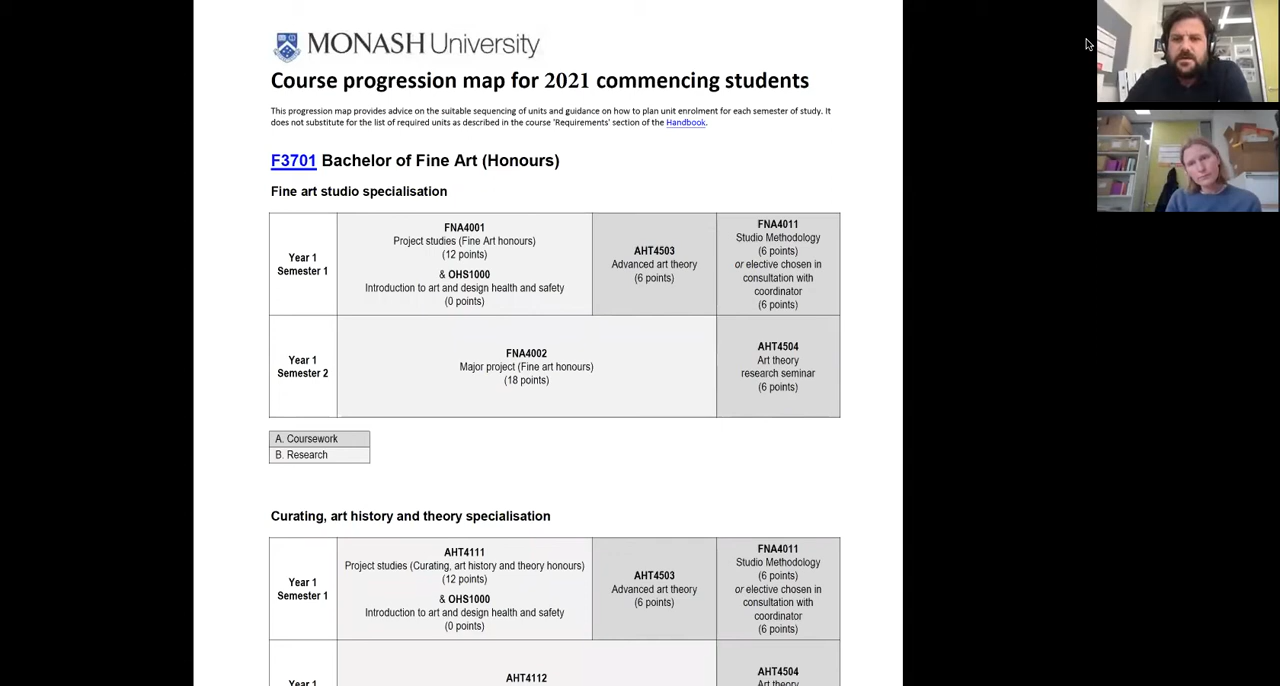 MONASH University
Course progression map for 2021 commencing students
This progression map provides advice on the suitable sequencing of units and guidance on how to plan unit enrolment for each semester of study. It
does not substitute for the list of required units as described in the course 'Requirements' section of the Handbook.
F3701 Bachelor of Fine Art (Honours)
Fine art studio specialisation
Year 1
Semester 1
FNA4001
Project studies (Fine Art honours)
(12 points)
& OHS1000
Introduction to art and design health and safety
(0 points)
AHT4503
Advanced art theory
(6 points)
FNA4011
Studio Methodology
(6 points)
or elective chosen in
consultation with
coordinator
(6 points)
Year 1
Semester 2
FNA4002
Major project (Fine art honours)
(18 points)
AHT4504
Art theory
research seminar
(6 points)
A. Coursework
B. Research
Curating, art history and theory specialisation
Year 1
Semester 1
AHT4111
Project studies (Curating, art history and theory honours)
(12 points)
& OHS1000
Introduction to art and design health and safety
(0 points)
AHT4503
Advanced art theory
(6 points)
FNA4011
Studio Methodology
(6 points)
or elective chosen in
consultation with
coordinator
(6 points)
Year 1
AHT4112
AHT4504
Art theory